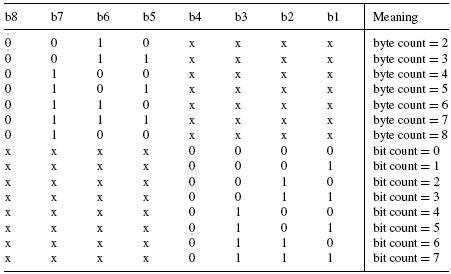 b8 b7 b6 b5 b4 b3 b2 b1 Meaning
0 0 1 0 x x x x byte count = 2
0 0 1 1 x x x x byte count = 3
0 1 0 0 x x x x byte count = 4
0 1 0 1 x x x x byte count = 5
0 1 1 0 x x x x byte count = 6
0 1 1 1 x x x x byte count = 7
0 1 0 0 x x x x byte count = 8
x x x x 0 0 0 0 bit count = 0
x x x x 0 0 0 1 bit count = 1
x x x x 0 0 1 0 bit count = 2
x x x x 0 0 1 1 bit count = 3
x x x x 0 1 0 0 bit count = 4
x x x x 0 1 0 1 bit count = 5
x x x x 0 1 1 0 bit count = 6
x x x x 0 1 1 1 bit count = 7